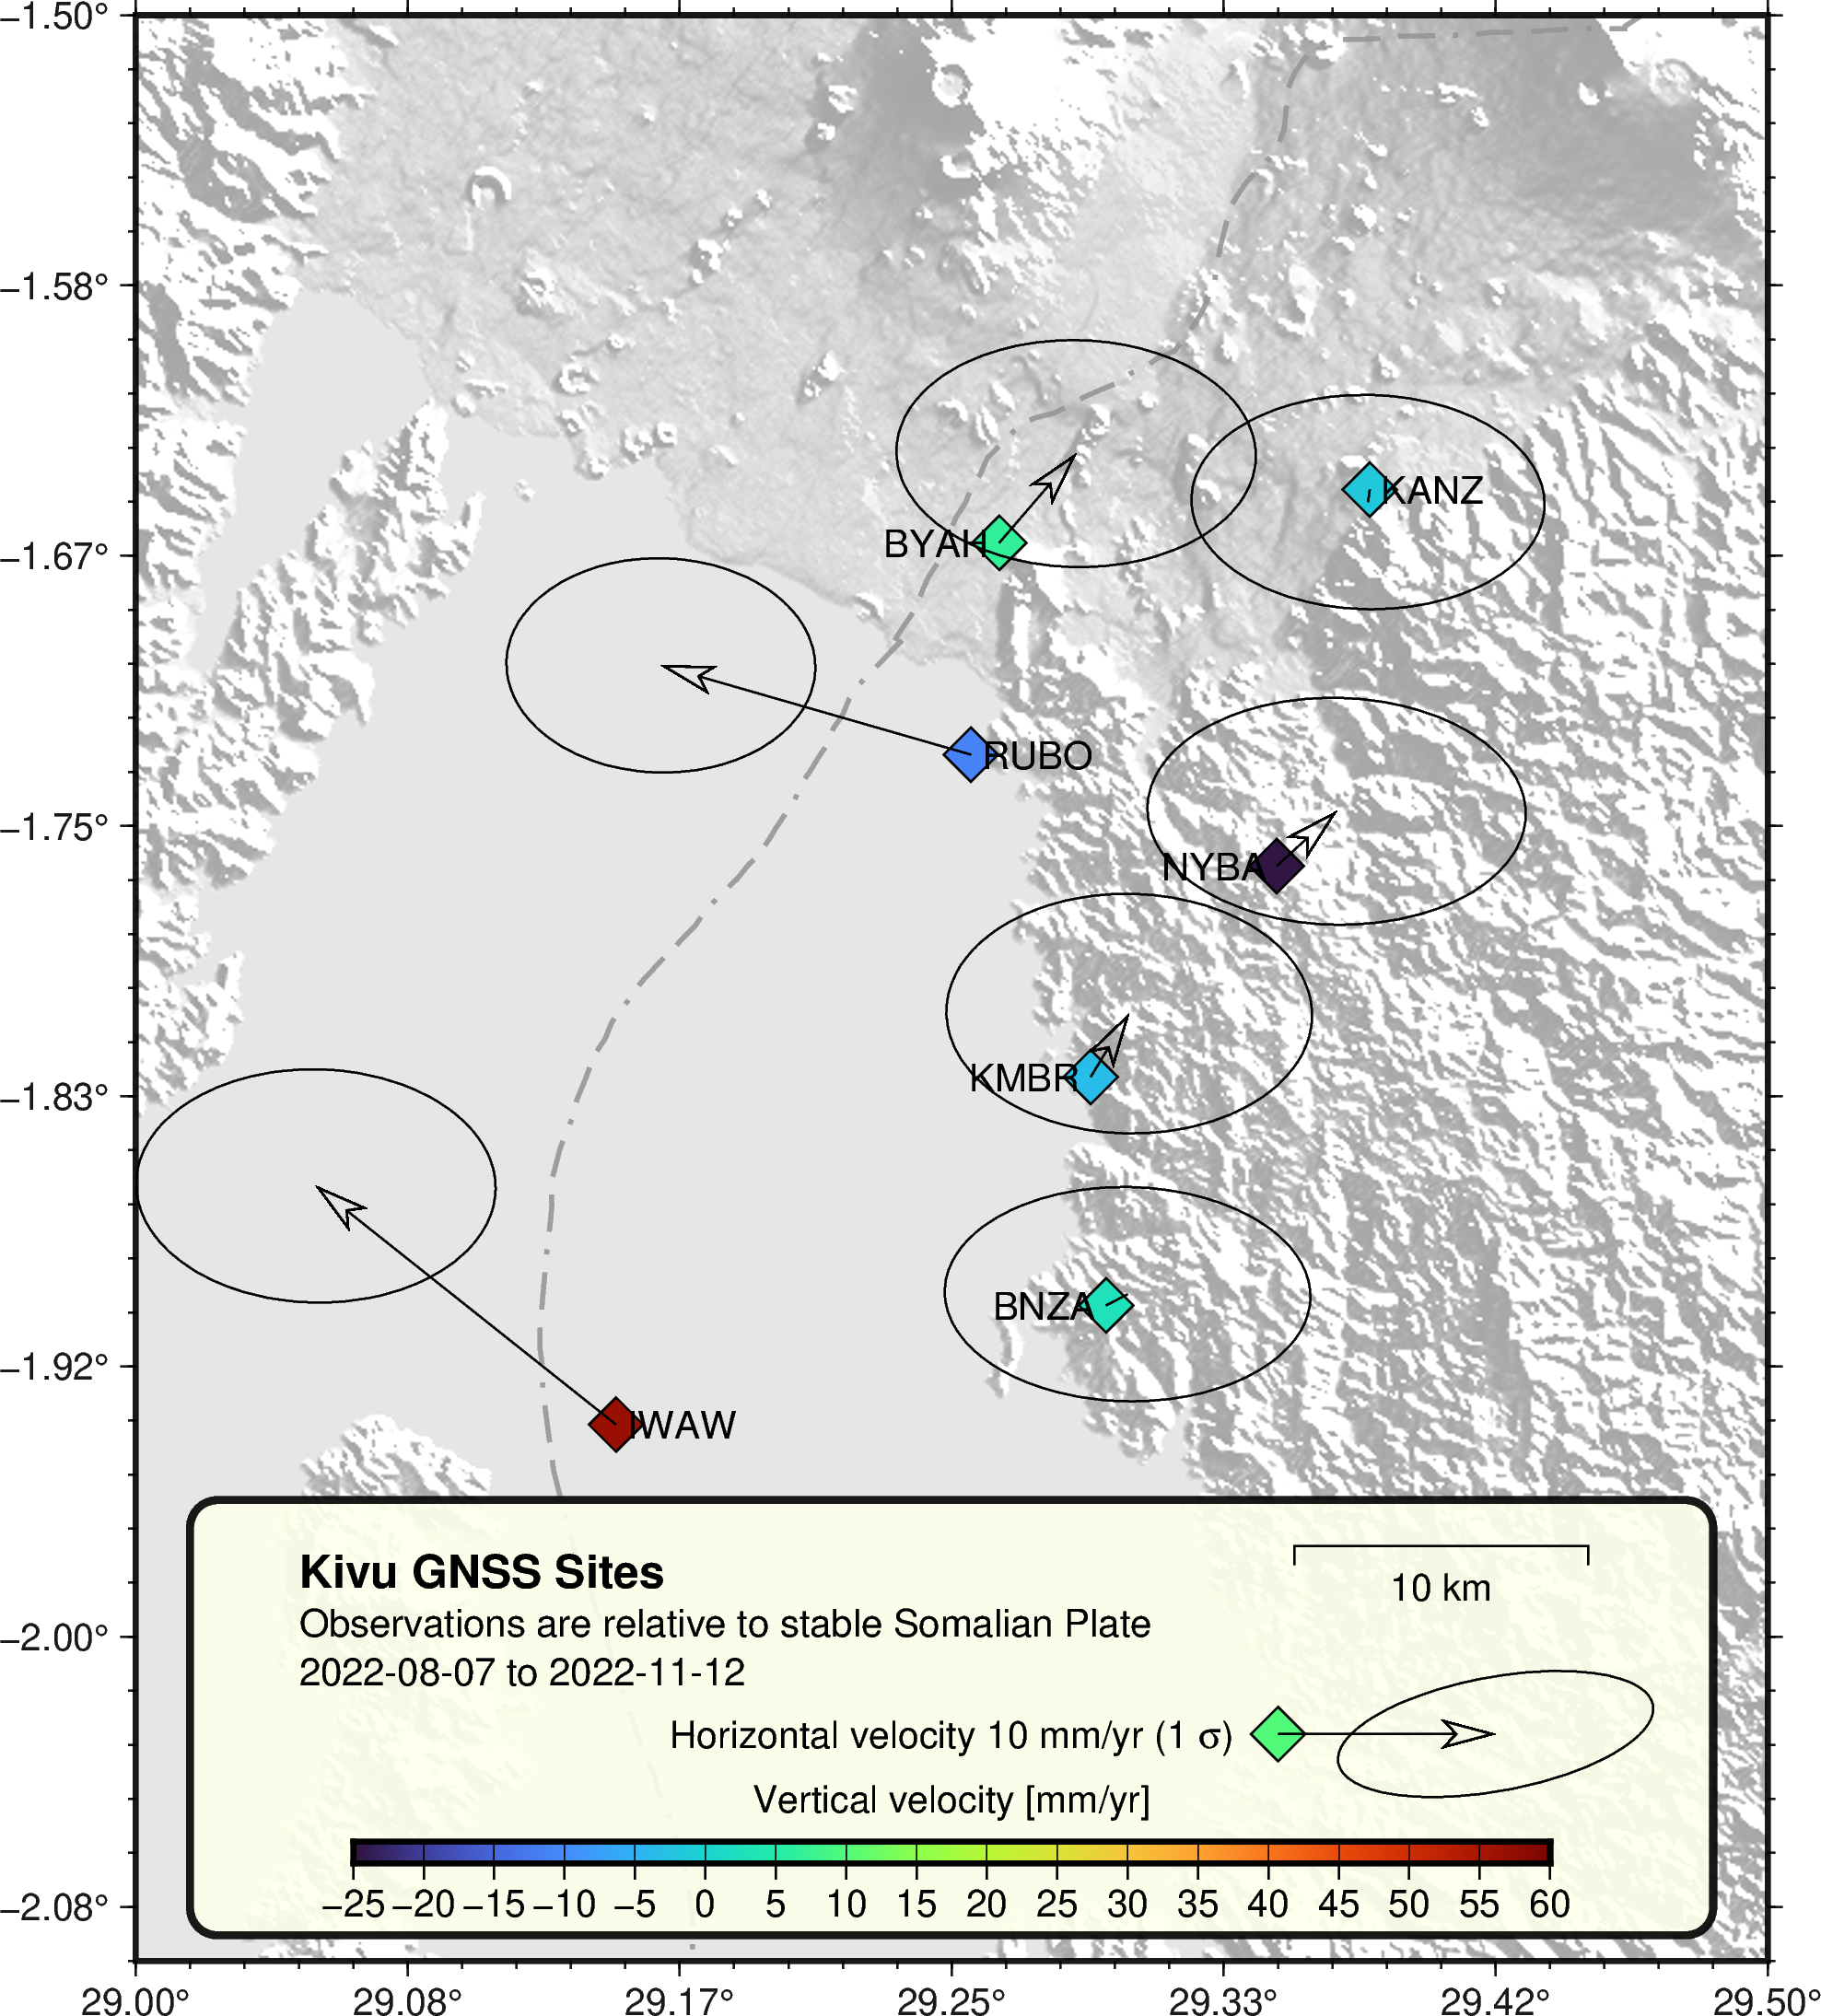 −1.50°
−1.58°
−1.67°
−1.75°
−1.83°
−1.92°
−2.00°
−2.08°
KANZ
BYAH
RUBO
NYBA
KMBR
BNZA
IWAW
Kivu GNSS Sites
10 km
Observations are relative to stable Somalian Plate
2022-08-07 to 2022-11-12
Horizontal velocity 10 mm/yr (1 σ)
Vertical velocity [mm/yr]
−25 −20 −15 −10 −5 0 5 10 15 20 25 30 35 40 45 50 55 60
29.00° 29.08° 29.17° 29.25° 29.33° 29.42° 29.50°